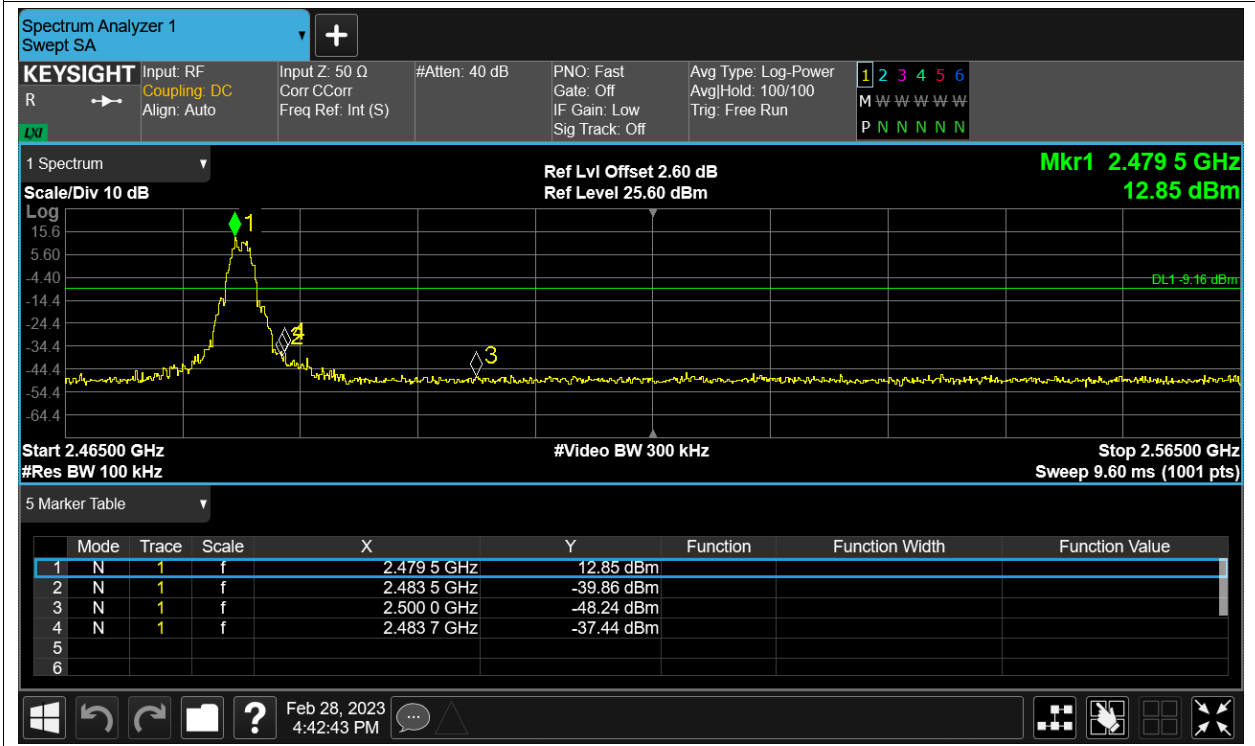 Spectrum Analyzer 1
Swept SA
KEYSIGHT
R
LXI
Input: RF
Coupling: DC
Align: Auto
Input Z: 50 Ω
Corr CCorr
Freq Ref: Int (S)
#Atten: 40 dB
PNO: Fast
Gate: Off
IF Gain: Low
Sig Track: Off
Avg Type: Log-Power
Avg|Hold: 100/100
Trig: Free Run
1 2 3 4 5 6
M W W W W W
P N N N N N
1 Spectrum
Scale/Div 10 dB
Ref Lvl Offset 2.60 dB
Ref Level 25.60 dBm
Mkr1 2.479 5 GHz
12.85 dBm
Log
15.6
5.60
-4.40
-14.4
-24.4
-34.4
-44.4
-54.4
-64.4
1
3
DL1 -9.16 dBm
Start 2.46500 GHz
#Video BW 300 kHz
Stop 2.56500 GHz
#Res BW 100 kHz
Sweep 9.60 ms (1001 pts)
5 Marker Table
Mode Trace Scale X Y Function Function Width Function Value
1 N 1 f 2.479 5 GHz 12.85 dBm
2 N 1 f 2.483 5 GHz -39.86 dBm
3 N 1 f 2.500 0 GHz -48.24 dBm
4 N 1 f 2.483 7 GHz -37.44 dBm
5
6
?
Feb 28, 2023
4:42:43 PM